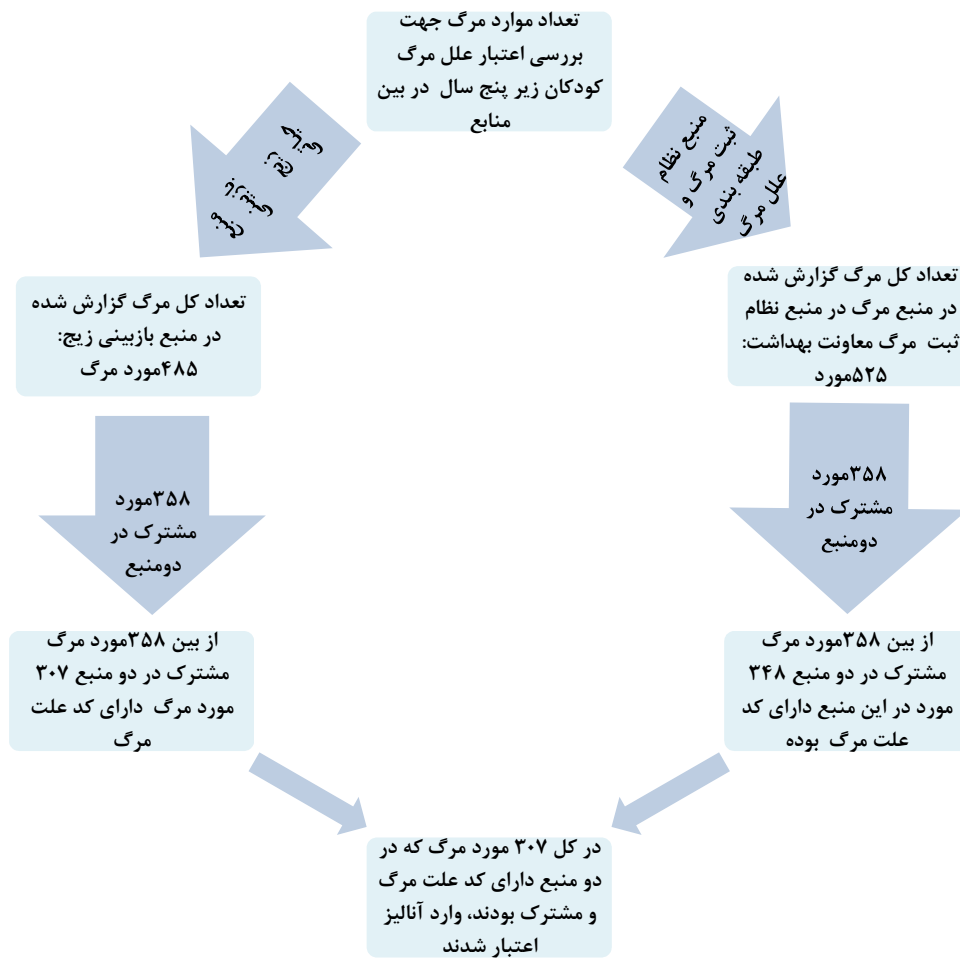 تعداد موارد مرگ جهت
بررسی اعتبار علل مرگ
کودکان زیر پنج سال در بین
منابع
منبع نظام
ثبت مرگ و
طبقه بندی
علل مرگ
تعداد کل مرگ گزارش شده
در منبع مرگ در منبع نظام
ثبت مرگ معاونت بهداشت:
۵۲۵مورد
تعداد کل مرگ گزارش شده
در منبع بازبینی زیج:
۴۸۵مورد مرگ
۳۵۸مورد
مشترک در
دومنبع
۳۵۸مورد
مشترک در
دومنبع
از بین ۳۵۸مورد مرگ
مشترک در دو منبع ۳۴۸
مورد در این منبع دارای کد
علت مرگ بوده
از بین ۳۵۸مورد مرگ
مشترک در دو منبع ۳۰۷
مورد مرگ دارای کد علت
مرگ
در کل ۳۰۷ مورد مرگ که در
دو منبع دارای کد علت مرگ
و مشترک بودند، وارد آنالیز
اعتبار شدند